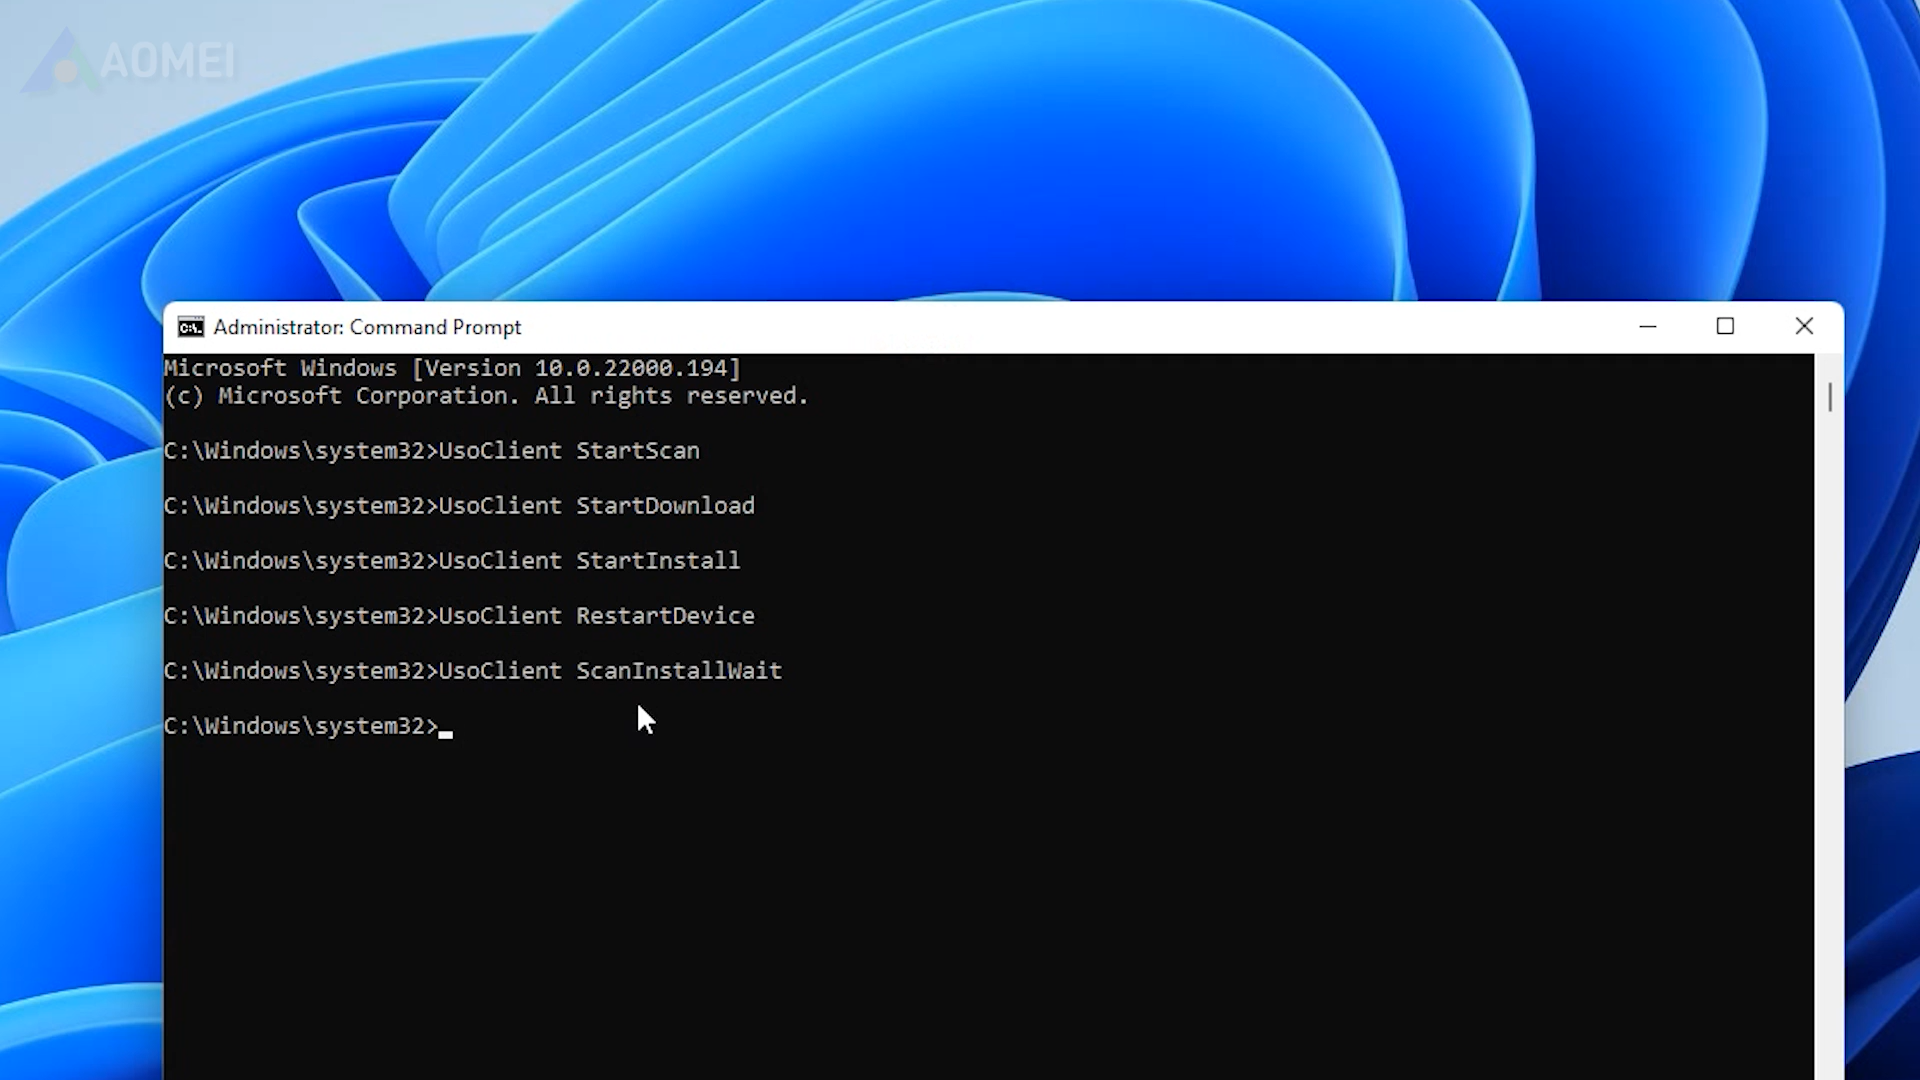 AOMEI
Administrator: Command Prompt
Microsoft Windows [Version 10.0.22000.194]
(c) Microsoft Corporation. All rights reserved.
C:\Windows\system32>UsoClient StartScan
C:\Windows\system32>UsoClient StartDownload
C:\Windows\system32>UsoClient StartInstall
C:\Windows\system32>UsoClient RestartDevice
C:\Windows\system32>UsoClient ScanInstallWait
C:\Windows\system32>